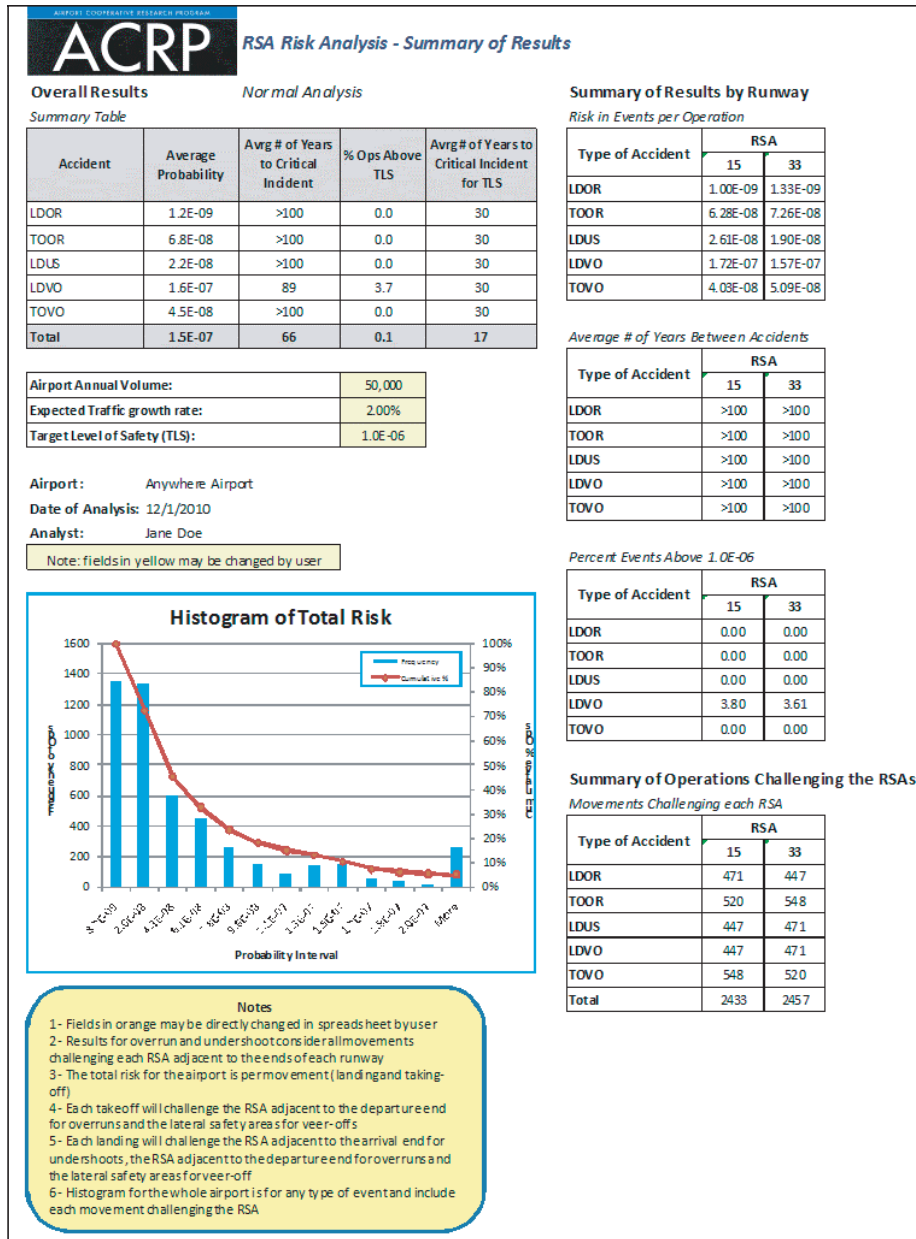 AIRPORT COOPERATIVE RESEARCH PROGRAM
ACRP
RSA Risk Analysis - Summary of Results
Overall Results Normal Analysis
Summary Table
Accident Average Probability Avrg # of Years to Critical Incident % Ops Above TLS Avrg # of Years to Critical Incident for TLS
LDOR 1.2E-09 >100 0.0 30
TOOR 6.8E-08 >100 0.0 30
LDUS 2.2E-08 >100 0.0 30
LDVO 1.6E-07 89 3.7 30
TOVO 4.5E-08 >100 0.0 30
Total 1.5E-07 66 0.1 17
Airport Annual Volume: 50,000
Expected Traffic growth rate: 2.00%
Target Level of Safety (TLS): 1.0E-06
Airport: Anywhere Airport
Date of Analysis: 12/1/2010
Analyst: Jane Doe
Note: fields in yellow may be changed by user
Histogram of Total Risk
1600
1400
1200
1000
800
600
400
200
0
100%
90%
80%
70%
60%
50%
40%
30%
20%
10%
0%
Frequency
Cumulative %
2.0E-08
4.1E-08
6.1E-08
2.0E-07
More
Probability Interval
Notes
1- Fields in orange may be directly changed in spreadsheet by user
2- Results for overrun and undershoot consider all movements
challenging each RSA adjacent to the ends of each runway
3- The total risk for the airport is per movement (landing and taking-
off)
4- Each takeoff will challenge the RSA adjacent to the departure end
for overruns and the lateral safety areas for veer-offs
5- Each landing will challenge the RSA adjacent to the arrival end for
undershoots, the RSA adjacent to the departure end for overruns and
the lateral safety areas for veer-off
6- Histogram for the whole airport is for any type of event and include
each movement challenging the RSA
Summary of Results by Runway
Risk in Events per Operation
Type of Accident RSA
15 33
LDOR 1.00E-09 1.33E-09
TOOR 6.28E-08 7.26E-08
LDUS 2.61E-08 1.90E-08
LDVO 1.72E-07 1.57E-07
TOVO 4.03E-08 5.09E-08
Average # of Years Between Accidents
Type of Accident RSA
15 33
LDOR >100 >100
TOOR >100 >100
LDUS >100 >100
LDVO >100 >100
TOVO >100 >100
Percent Events Above 1.0E-06
Type of Accident RSA
15 33
LDOR 0.00 0.00
TOOR 0.00 0.00
LDUS 0.00 0.00
LDVO 3.80 3.61
TOVO 0.00 0.00
Summary of Operations Challenging the RSAs
Movements Challenging each RSA
Type of Accident RSA
15 33
LDOR 471 447
TOOR 520 548
LDUS 447 471
LDVO 447 471
TOVO 548 520
Total 2433 2457